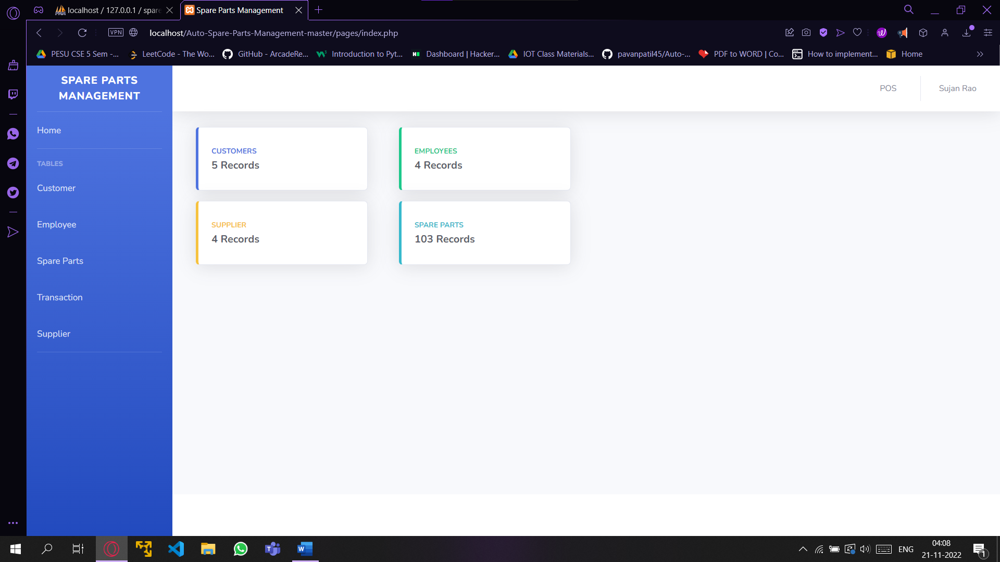 localhost / 127.0.0.1 / spare
Spare Parts Management
VPN
localhost/Auto-Spare-Parts-Management-master/pages/index.php
PESU CSE 5 Sem -...
LeetCode - The Wo...
GitHub - ArcadeRe...
Introduction to Pyt...
Dashboard | Hacker...
IOT Class Materials...
pavanpatil45/Auto-...
PDF to WORD | Co...
How to implement...
Home
SPARE PARTS
MANAGEMENT
Home
TABLES
Customer
Employee
Spare Parts
Transaction
Supplier
POS
Sujan Rao
CUSTOMERS
5 Records
EMPLOYEES
4 Records
SUPPLIER
4 Records
SPARE PARTS
103 Records
ENG
04:08
21-11-2022
1